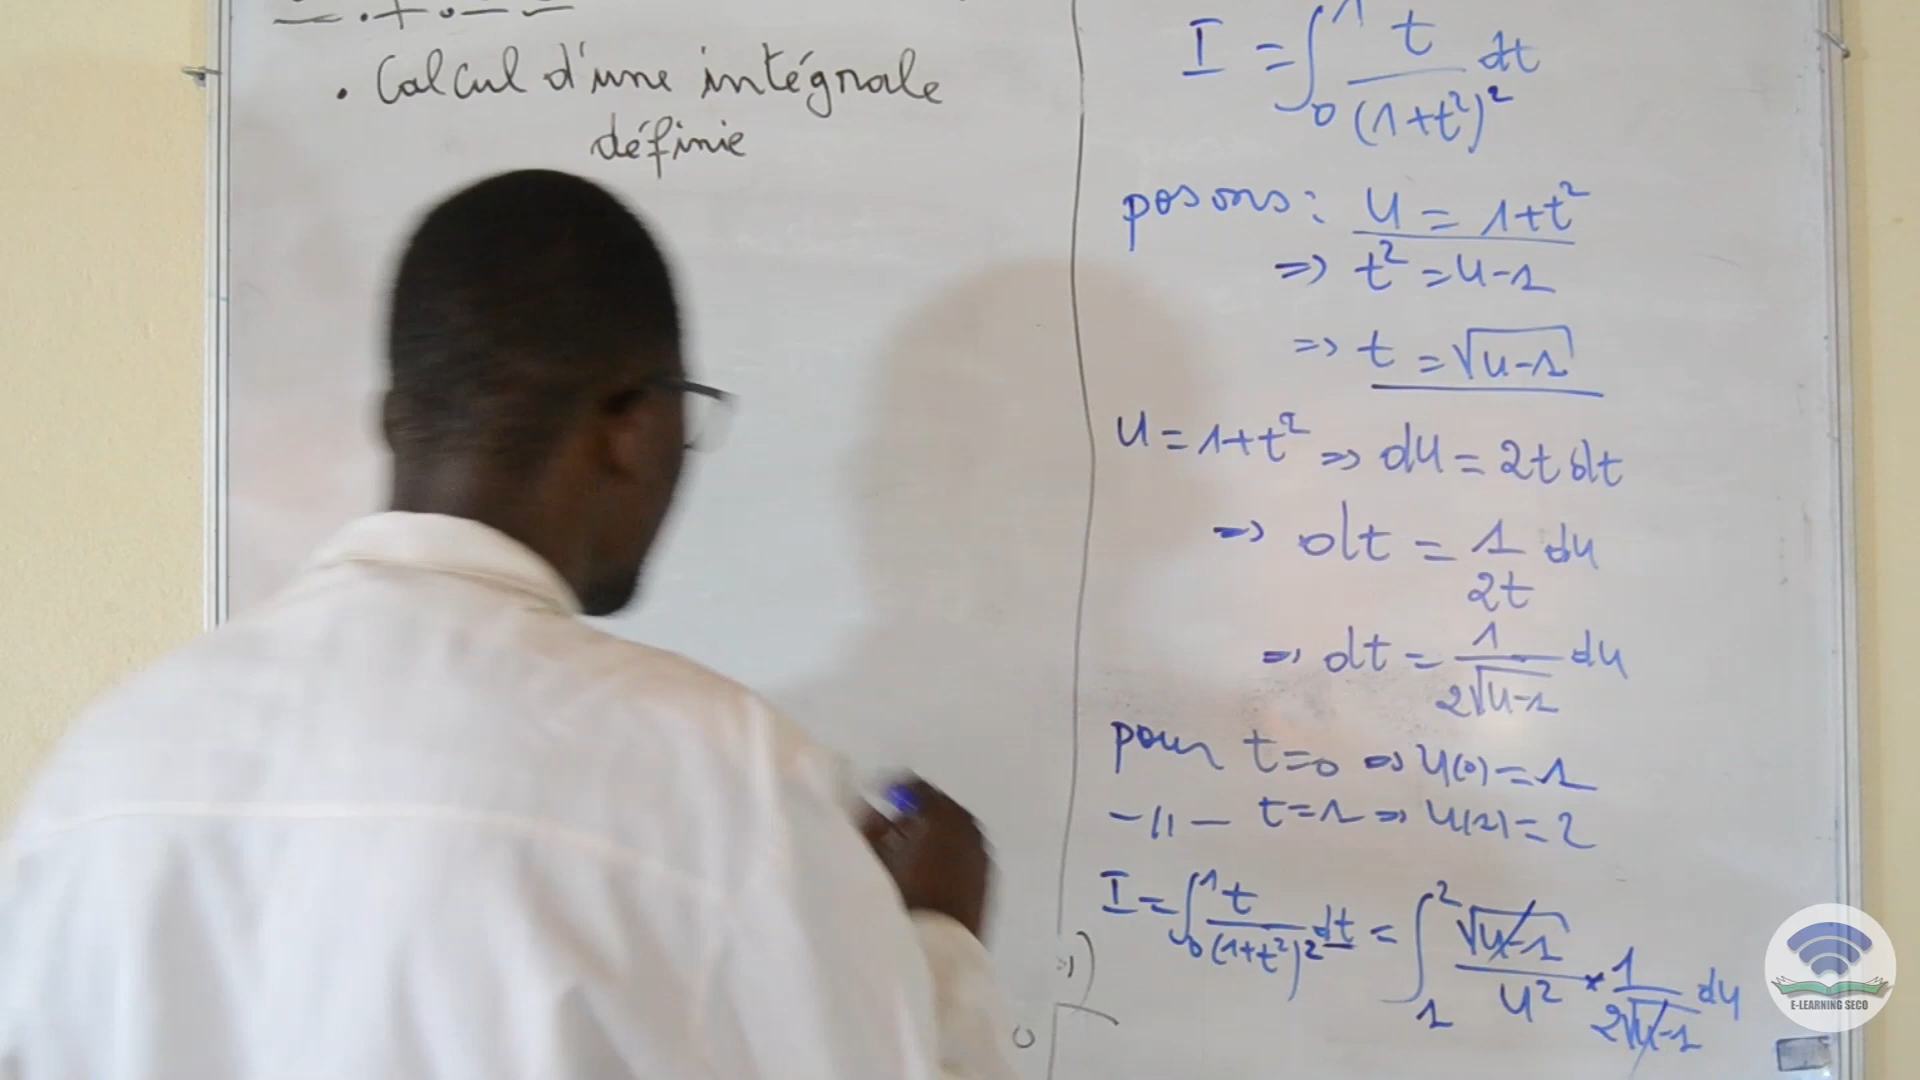 • Calcul d'une intégrale
définie
I = ∫₀¹ t/(1+t²)² dt
posons : u = 1+t²
=> t² = u-1
=> t = √(u-1)
u = 1+t² => du = 2t dt
=> dt = 1/2t du
=> dt = 1/(2√(u-1)) du
pour t=0 => u(0) = 1
-//- t=1 => u(1) = 2
I = ∫₀¹ t/(1+t²)² dt = ∫₁² √(u-1)/u² × 1/(2√(u-1)) du
E-LEARNING SECO